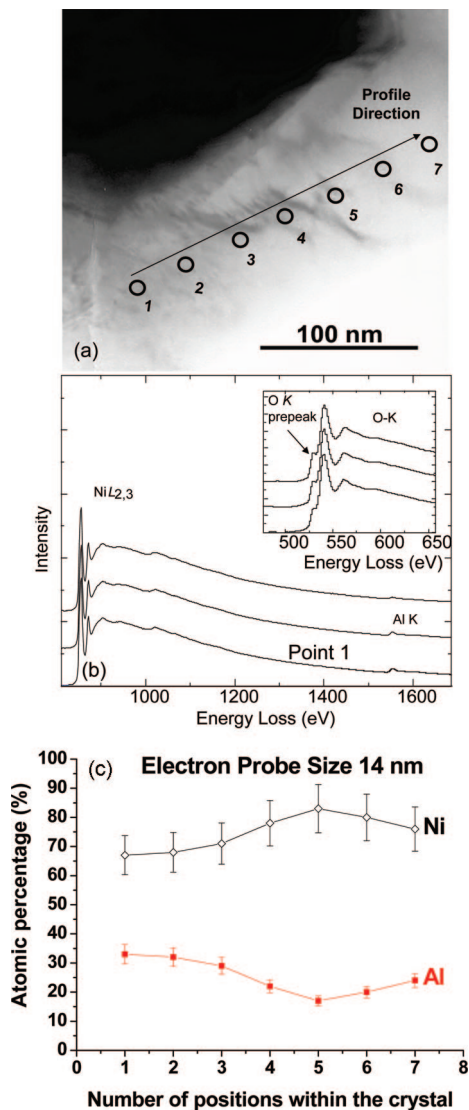 Profile
Direction
7
6
5
4
3
2
1
100 nm
(a)
O K
prepeak
O-K
500 550 600 650
Energy Loss (eV)
NiL2,3
Intensity
Al K
Point 1
(b)
1000 1200 1400 1600
Energy Loss (eV)
(c) Electron Probe Size 14 nm
100
90
80
70
60
50
40
30
20
10
0
Ni
Al
Atomic percentage (%)
0 1 2 3 4 5 6 7 8
Number of positions within the crystal